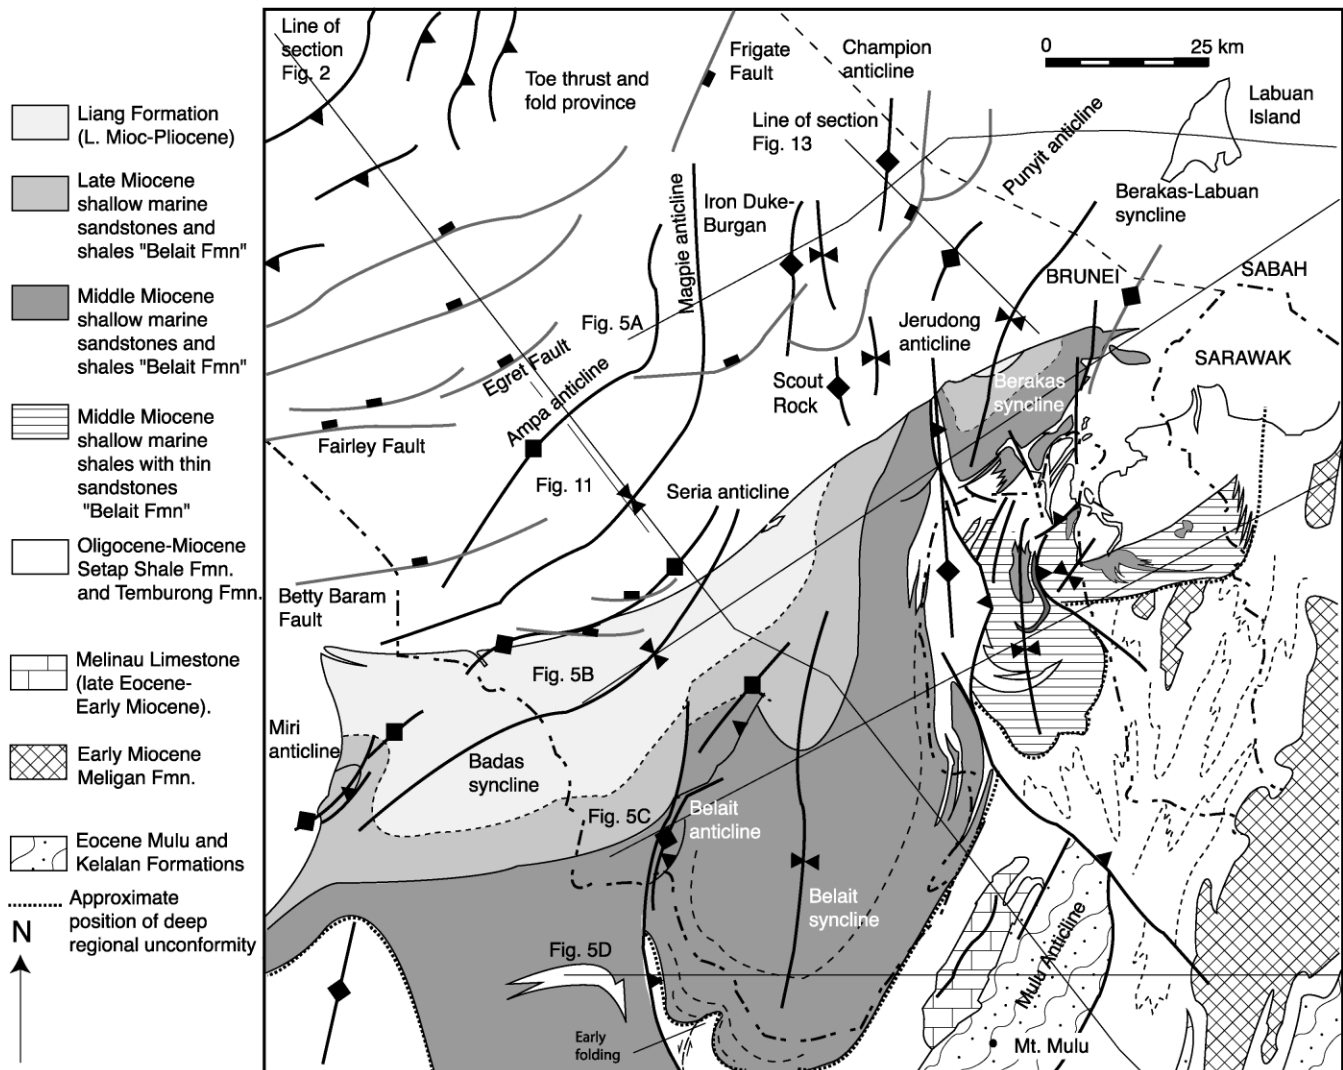 Liang Formation
(L. Mioc-Pliocene)
Late Miocene
shallow marine
sandstones and
shales "Belait Fmn"
Middle Miocene
shallow marine
sandstones and
shales "Belait Fmn"
Middle Miocene
shallow marine
shales with thin
sandstones
"Belait Fmn"
Oligocene-Miocene
Setap Shale Fmn.
and Temburong Fmn.
Melinau Limestone
(late Eocene-
Early Miocene).
Early Miocene
Meligan Fmn.
Eocene Mulu and
Kelalan Formations
Approximate
position of deep
regional unconformity
N
Line of
section
Fig. 2
Toe thrust and
fold province
Frigate
Fault
Champion
anticline
0
25 km
Labuan
Island
Line of section
Fig. 13
Punyit anticline
Berakas-Labuan
syncline
Iron Duke-
Burgan
Magpie anticline
BRUNEI
SABAH
SARAWAK
Fig. 5A
Jerudong
anticline
Egret Fault
Ampa anticline
Scout
Rock
Berakas
syncline
Fairley Fault
Fig. 11
Seria anticline
Betty Baram
Fault
Fig. 5B
Miri
anticline
Badas
syncline
Fig. 5C
Belait
anticline
Belait
syncline
Fig. 5D
Early
folding
Mulu Anticline
Mt. Mulu